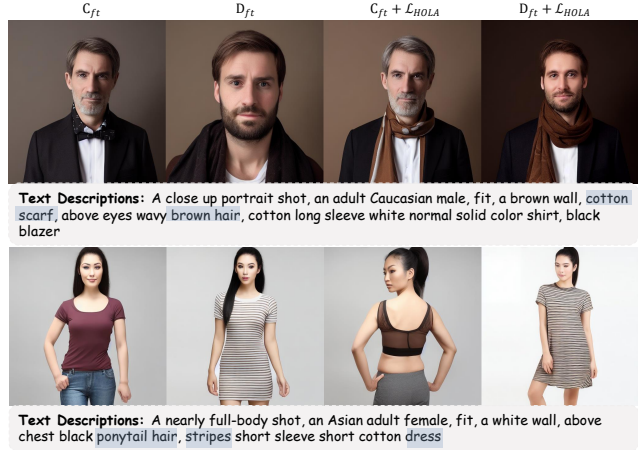 C_ft D_ft C_ft + ℒ_HOLA D_ft + ℒ_HOLA
Text Descriptions: A close up portrait shot, an adult Caucasian male, fit, a brown wall, cotton
scarf, above eyes wavy brown hair, cotton long sleeve white normal solid color shirt, black
blazer
Text Descriptions: A nearly full-body shot, an Asian adult female, fit, a white wall, above
chest black ponytail hair, stripes short sleeve short cotton dress